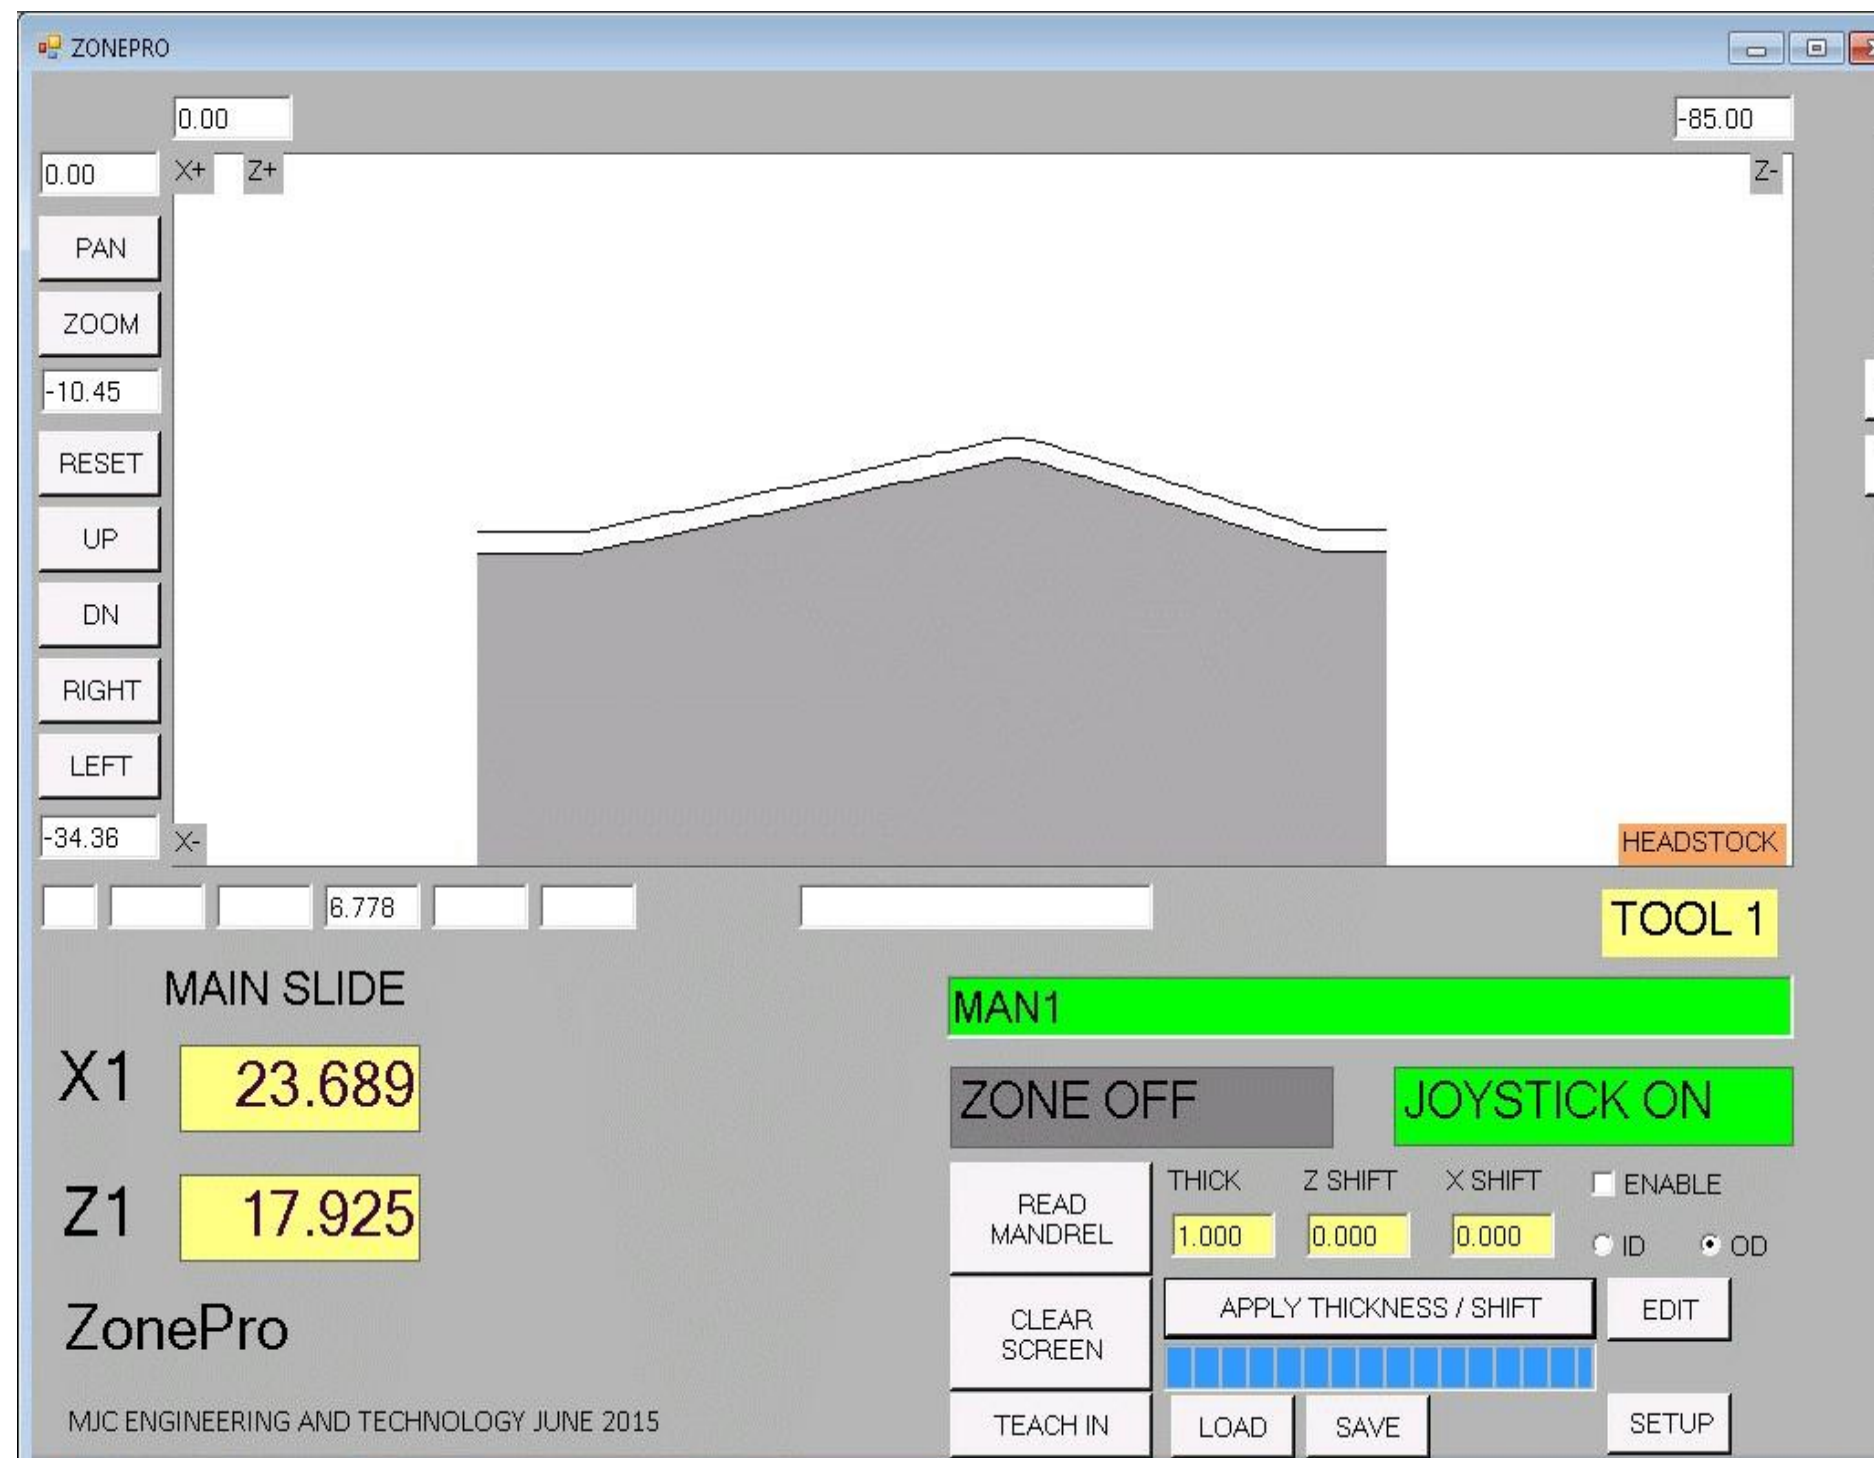 ZONEPRO
0.00
-85.00
0.00
X+ Z+
Z-
PAN
ZOOM
-10.45
RESET
UP
DN
RIGHT
LEFT
-34.36
X-
HEADSTOCK
6.778
TOOL 1
MAIN SLIDE
MAN1
X1 23.689
ZONE OFF
JOYSTICK ON
Z1 17.925
READ
MANDREL
THICK Z SHIFT X SHIFT
ENABLE
1.000 0.000 0.000
ID OD
ZonePro
CLEAR
SCREEN
APPLY THICKNESS / SHIFT
EDIT
MJC ENGINEERING AND TECHNOLOGY JUNE 2015
TEACH IN
LOAD
SAVE
SETUP